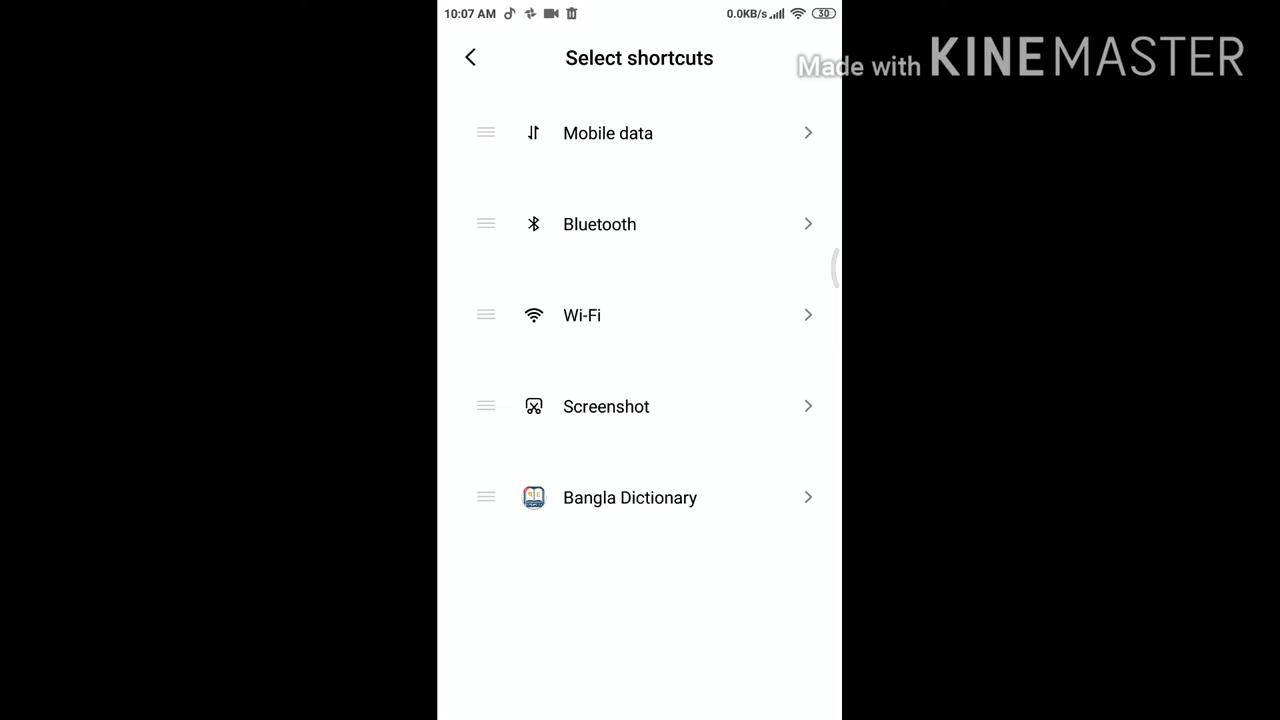 10:07 AM 0.0KB/s 30
Select shortcuts
Made with KINEMASTER
Mobile data
Bluetooth
Wi-Fi
Screenshot
Bangla Dictionary